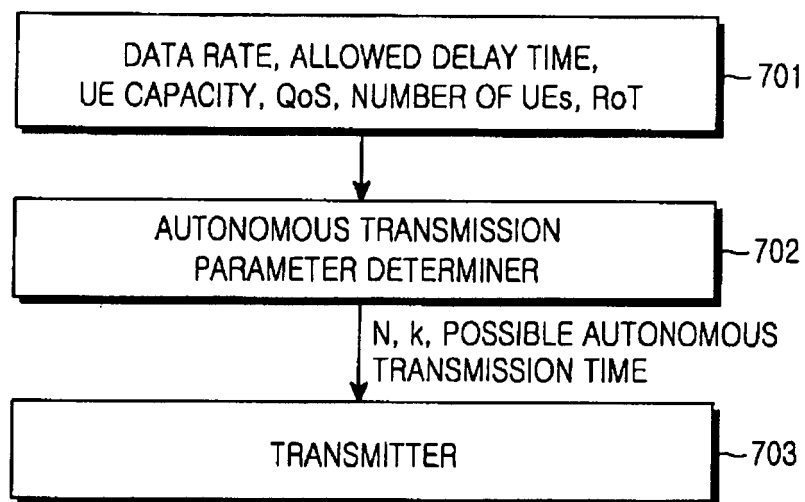 DATA RATE, ALLOWED DELAY TIME,
UE CAPACITY, QoS, NUMBER OF UEs, RoT
701
AUTONOMOUS TRANSMISSION
PARAMETER DETERMINER
702
N, k, POSSIBLE AUTONOMOUS
TRANSMISSION TIME
TRANSMITTER
703